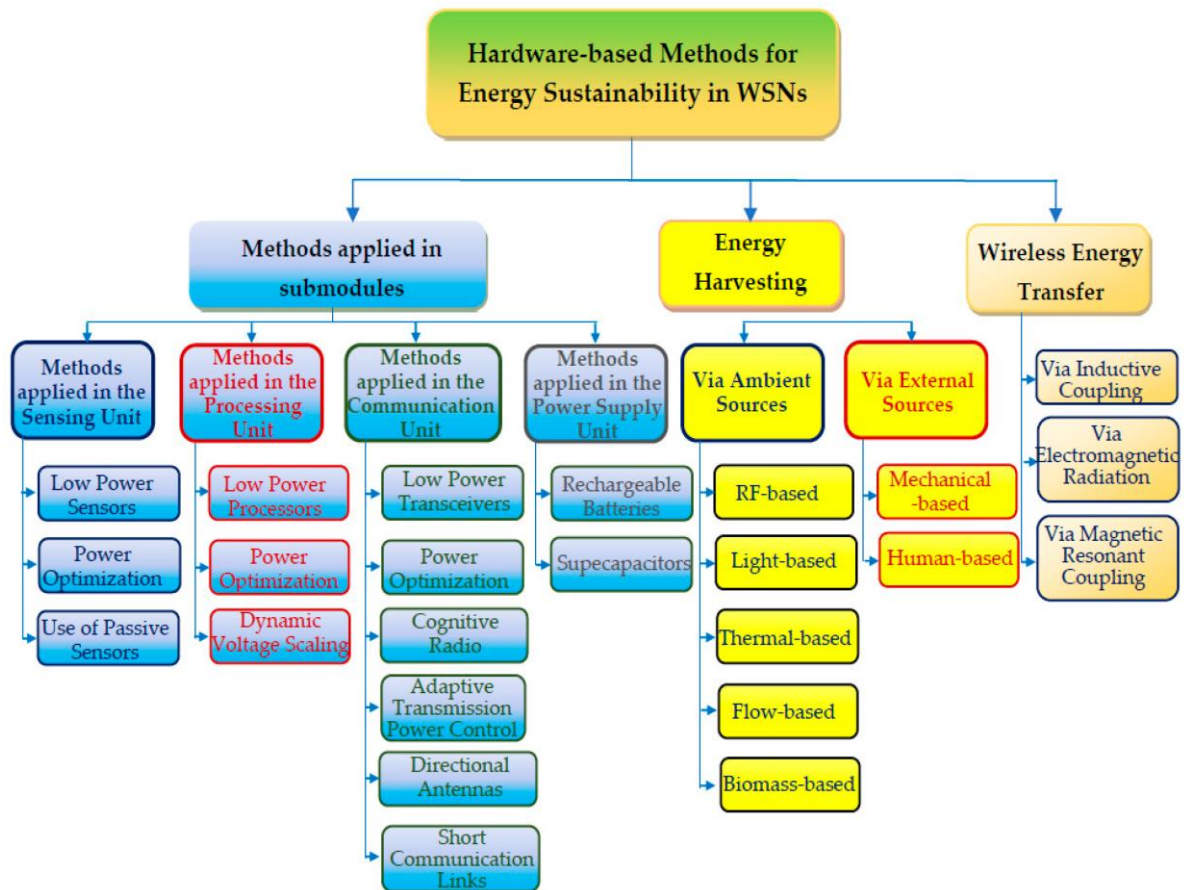 Hardware-based Methods for
Energy Sustainability in WSNs
Methods applied in
submodules
Energy
Harvesting
Wireless Energy
Transfer
Methods
applied in the
Sensing Unit
Methods
applied in the
Processing
Unit
Methods
applied in the
Communication
Unit
Methods
applied in the
Power Supply
Unit
Via Ambient
Sources
Via External
Sources
Via Inductive
Coupling
Via
Electromagnetic
Radiation
Via Magnetic
Resonant
Coupling
Low Power
Sensors
Power
Optimization
Use of Passive
Sensors
Low Power
Processors
Power
Optimization
Dynamic
Voltage Scaling
Low Power
Transceivers
Power
Optimization
Cognitive
Radio
Adaptive
Transmission
Power Control
Directional
Antennas
Short
Communication
Links
Rechargeable
Batteries
Supecapacitors
RF-based
Light-based
Thermal-based
Flow-based
Biomass-based
Mechanical
-based
Human-based